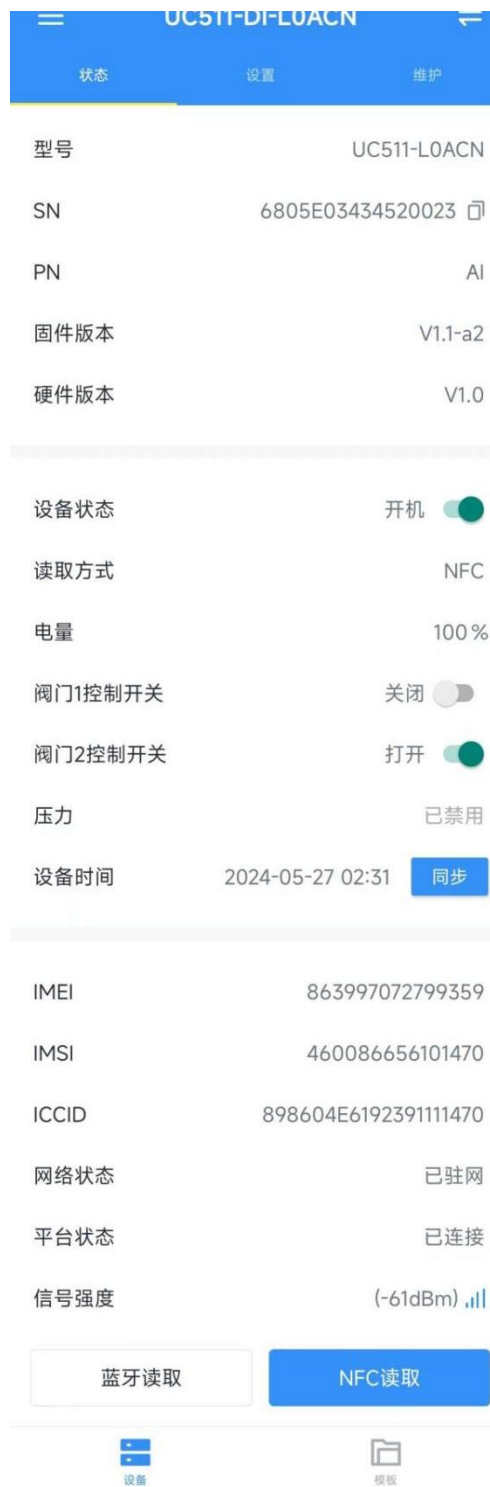 UC511-DI-L0ACN
状态 设置 维护
型号 UC511-L0ACN
SN 6805E03434520023
PN AI
固件版本 V1.1-a2
硬件版本 V1.0
设备状态 开机
读取方式 NFC
电量 100%
阀门1控制开关 关闭
阀门2控制开关 打开
压力 已禁用
设备时间 2024-05-27 02:31 同步
IMEI 863997072799359
IMSI 460086656101470
ICCID 898604E6192391111470
网络状态 已驻网
平台状态 已连接
信号强度 (-61dBm)
蓝牙读取 NFC读取
设备 模板